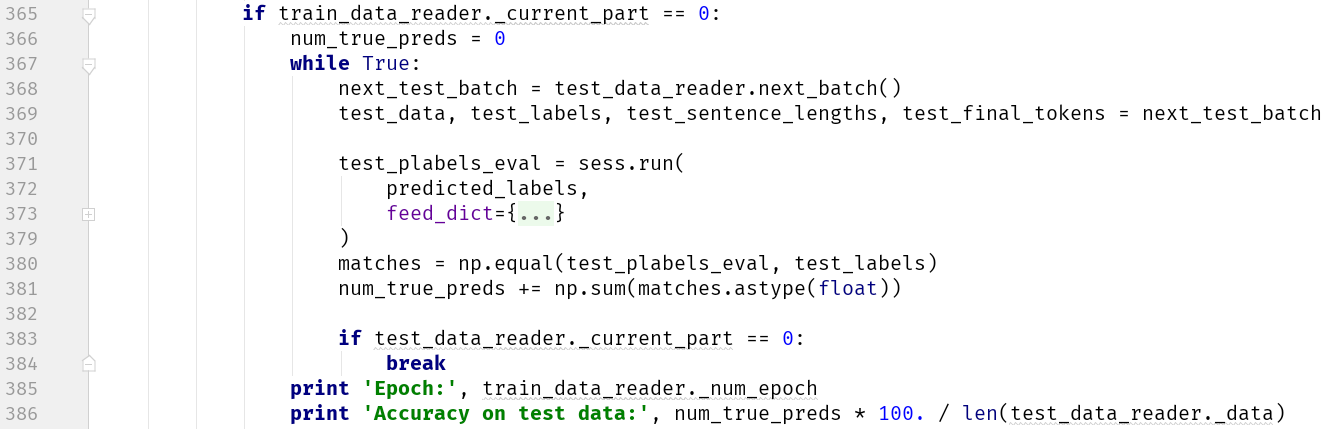 365 if train_data_reader._current_part == 0:
366 num_true_preds = 0
367 while True:
368 next_test_batch = test_data_reader.next_batch()
369 test_data, test_labels, test_sentence_lengths, test_final_tokens = next_test_batch
370
371 test_plabels_eval = sess.run(
372 predicted_labels,
373 feed_dict={...}
379 )
380 matches = np.equal(test_plabels_eval, test_labels)
381 num_true_preds += np.sum(matches.astype(float))
382
383 if test_data_reader._current_part == 0:
384 break
385 print 'Epoch:', train_data_reader._num_epoch
386 print 'Accuracy on test data:', num_true_preds * 100. / len(test_data_reader._data)